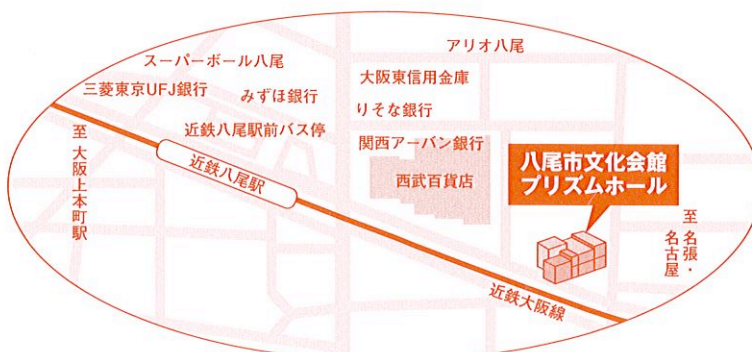 アリオ八尾
スーパーボール八尾
大阪東信用金庫
三菱東京UFJ銀行
みずほ銀行
りそな銀行
近鉄八尾駅前バス停
関西アーバン銀行
西武百貨店
八尾市文化会館
プリズムホール
近鉄八尾駅
至 大阪上本町駅
至 名張・
名古屋
近鉄大阪線